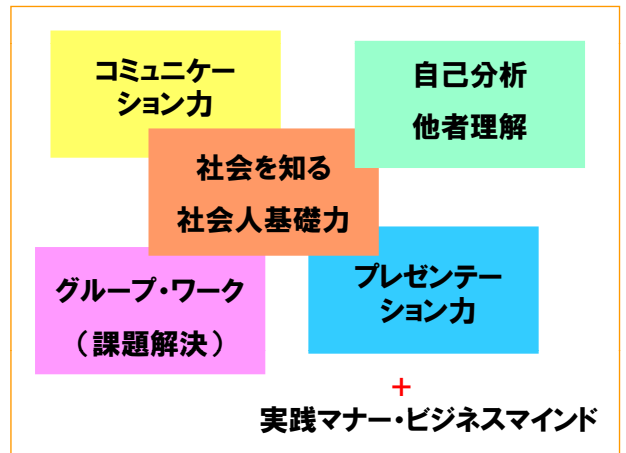 コミュニケー
ション力
自己分析
他者理解
社会を知る
社会人基礎力
グループ・ワーク
（課題解決）
プレゼンテー
ション力
+
実践マナー・ビジネスマインド